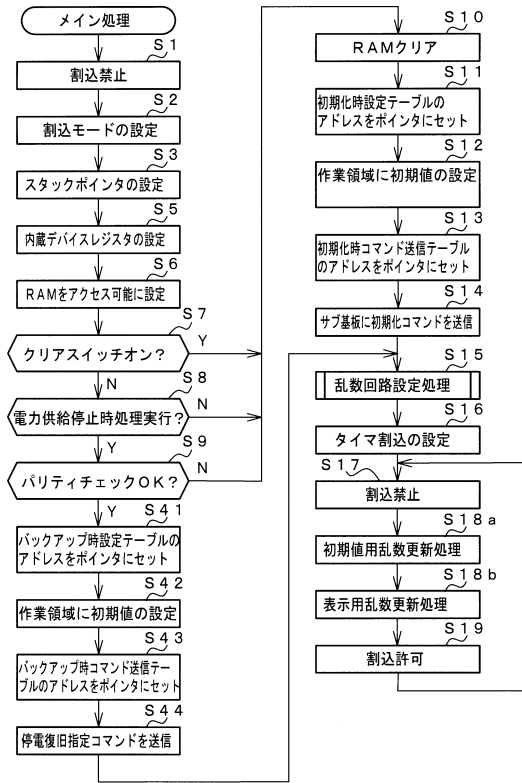 メイン処理
S1
割込禁止
S2
割込モードの設定
S3
スタックポインタの設定
S5
内蔵デバイスレジスタの設定
S6
RAMをアクセス可能に設定
S7
クリアスイッチオン?
Y
N
S8
電力供給停止時処理実行?
N
Y
S9
パリティチェックOK?
N
Y
S41
バックアップ時設定テーブルの
アドレスをポインタにセット
S42
作業領域に初期値の設定
S43
バックアップ時コマンド送信テー
ブルのアドレスをポインタにセット
S44
停電復旧指定コマンドを送信
S10
RAMクリア
S11
初期化時設定テーブルの
アドレスをポインタにセット
S12
作業領域に初期値の設定
S13
初期化時コマンド送信テーブル
のアドレスをポインタにセット
S14
サブ基板に初期化コマンドを送信
S15
乱数回路設定処理
S16
タイマ割込の設定
S17
割込禁止
S18a
初期値用乱数更新処理
S18b
表示用乱数更新処理
S19
割込許可